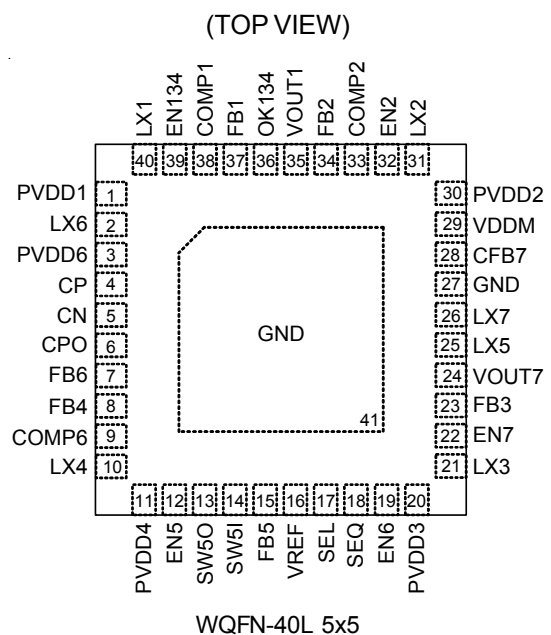 (TOP VIEW)
LX1
EN134
COMP1
FB1
OK134
VOUT1
FB2
COMP2
EN2
LX2
40 39 38 37 36 35 34 33 32 31
PVDD1 1
LX6 2
PVDD6 3
CP 4
CN 5
CPO 6
FB6 7
FB4 8
COMP6 9
LX4 10
GND
41
30 PVDD2
29 VDDM
28 CFB7
27 GND
26 LX7
25 LX5
24 VOUT7
23 FB3
22 EN7
21 LX3
11 12 13 14 15 16 17 18 19 20
PVDD4
EN5
SW5O
SW5I
FB5
VREF
SEL
SEQ
EN6
PVDD3
WQFN-40L 5x5